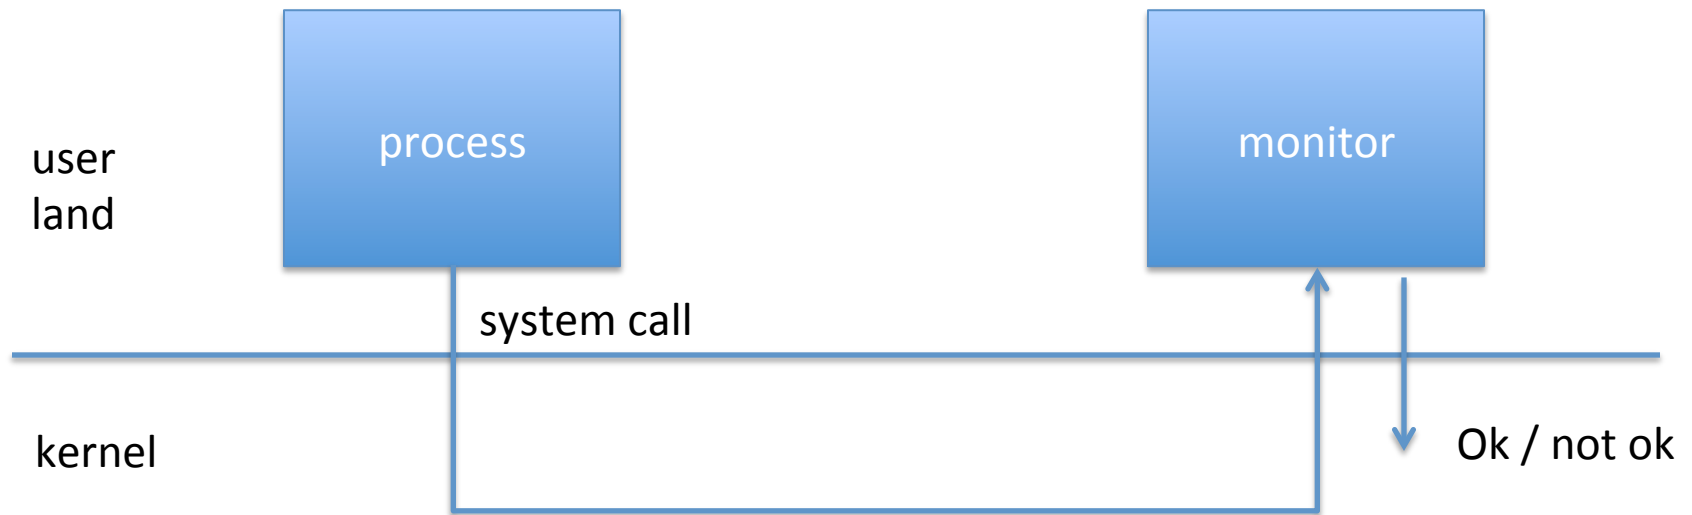 process
monitor
user
land
system call
kernel
Ok / not ok